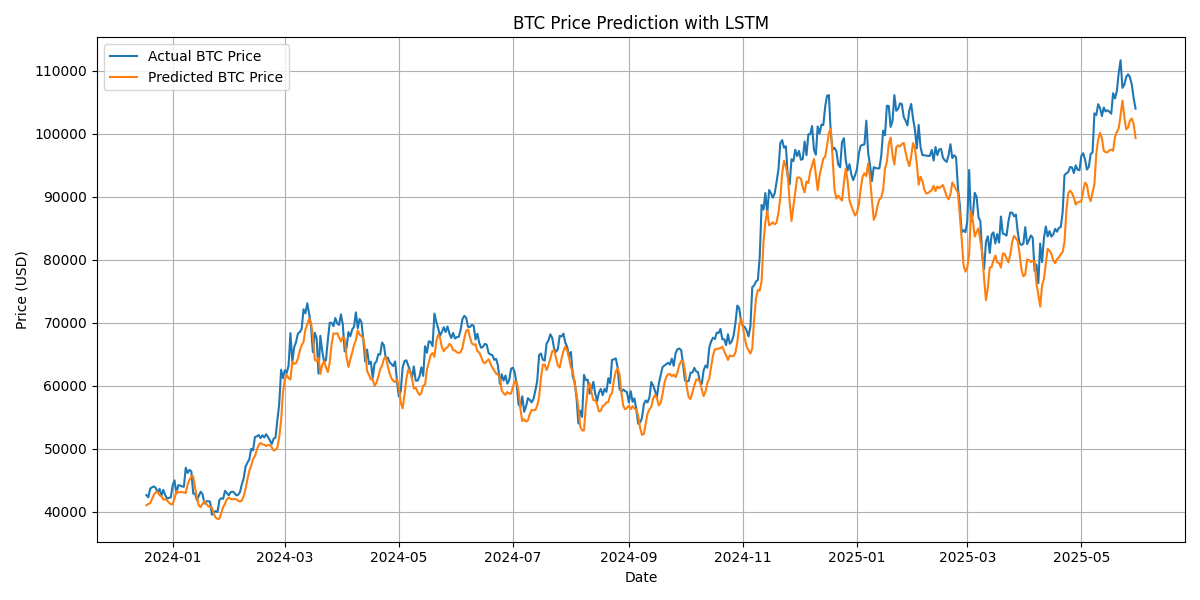 BTC Price Prediction with LSTM
Actual BTC Price
Predicted BTC Price
Price (USD)
110000
100000
90000
80000
70000
60000
50000
40000
2024-01 2024-03 2024-05 2024-07 2024-09 2024-11 2025-01 2025-03 2025-05
Date